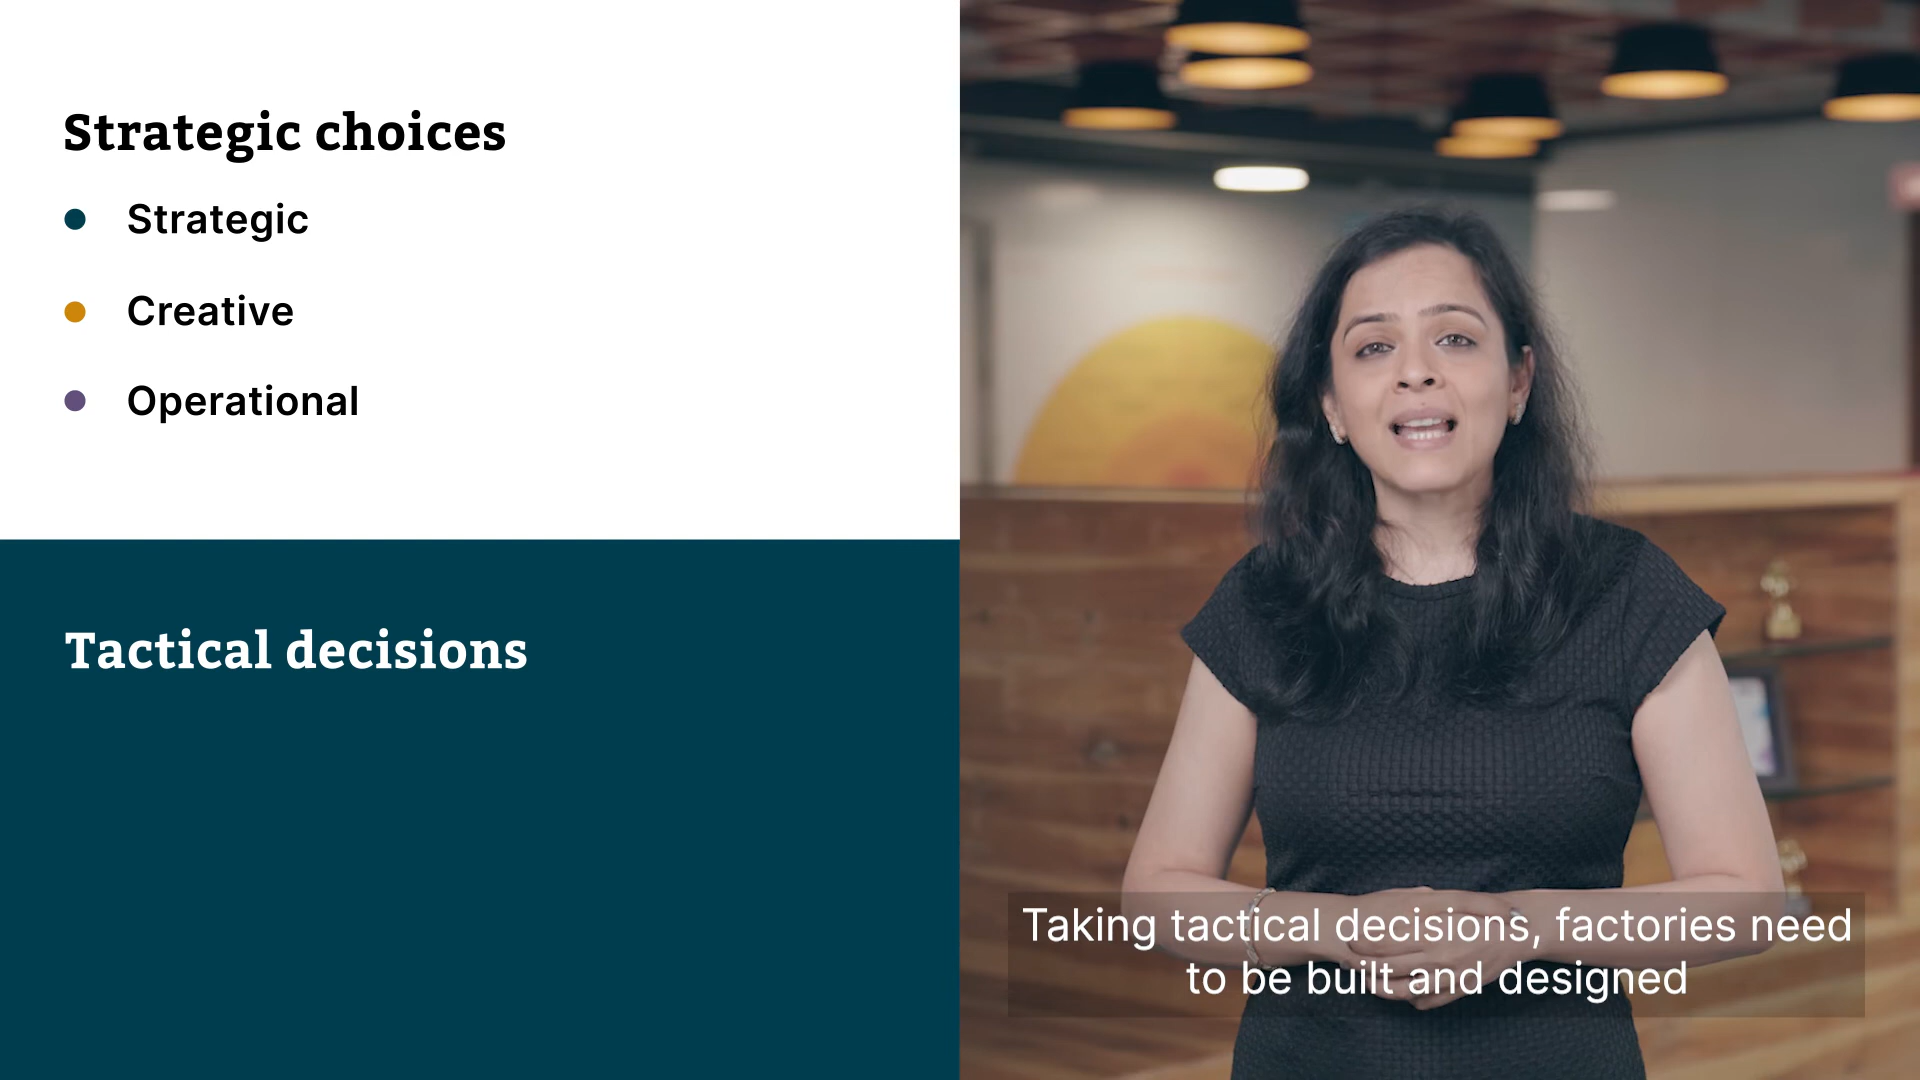 Strategic choices
Strategic
Creative
Operational
Tactical decisions
Taking tactical decisions, factories need
to be built and designed